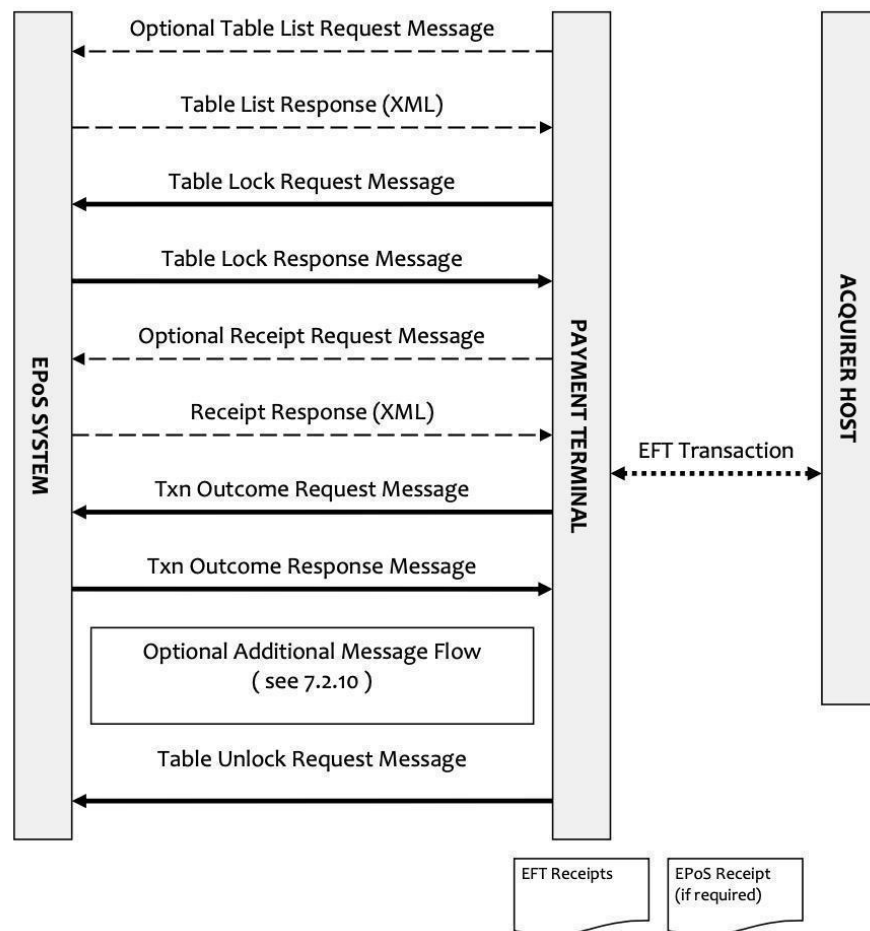 Optional Table List Request Message
Table List Response (XML)
Table Lock Request Message
Table Lock Response Message
Optional Receipt Request Message
Receipt Response (XML)
Txn Outcome Request Message
Txn Outcome Response Message
Optional Additional Message Flow
( see 7.2.10 )
Table Unlock Request Message
EPoS SYSTEM
PAYMENT TERMINAL
EFT Transaction
ACQUIRER HOST
EFT Receipts
EPoS Receipt
(if required)